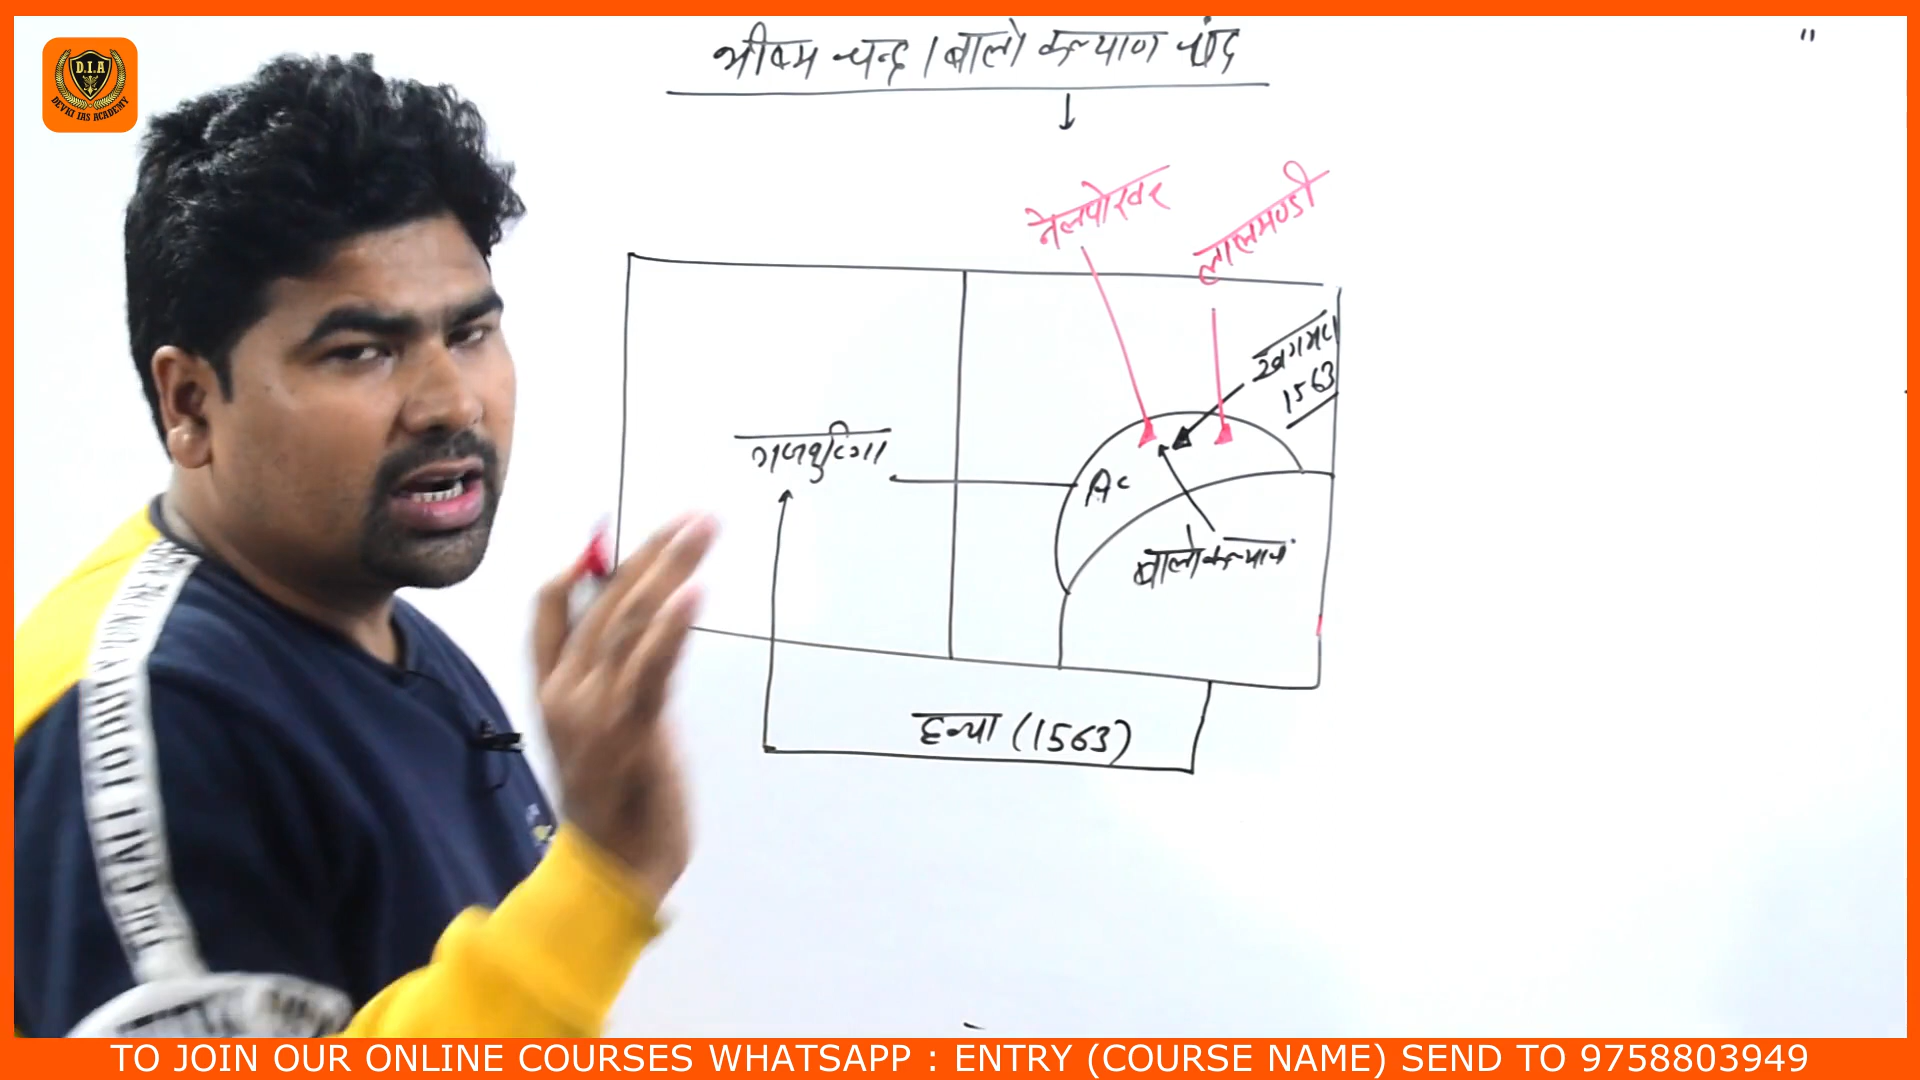 D.I.A
DEVKI IAS ACADEMY
भीष्म चन्द्र / बालो कल्याण चंद
"
नैलपोखर
लालमण्डी
खगमरा
1563
गजबुटिंगा
AC
बालोकल्याण
हत्या (1563)
TO JOIN OUR ONLINE COURSES WHATSAPP : ENTRY (COURSE NAME) SEND TO 9758803949